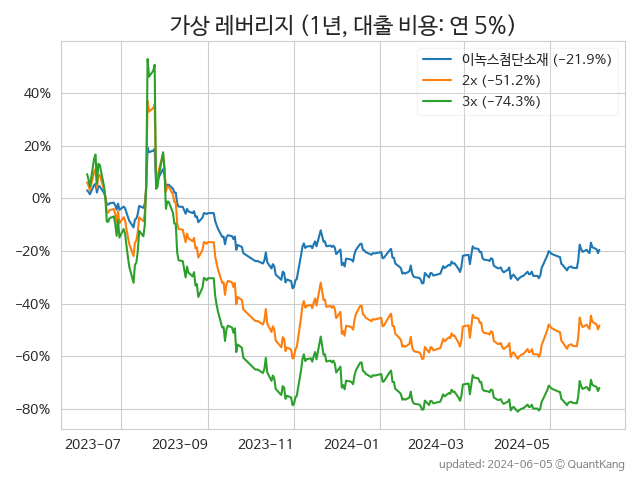 가상 레버리지 (1년, 대출 비용: 연 5%)
이녹스첨단소재 (−21.9%)
2x (−51.2%)
3x (−74.3%)
40%
20%
0%
−20%
−40%
−60%
−80%
2023-07
2023-09
2023-11
2024-01
2024-03
2024-05
updated: 2024-06-05 © QuantKang